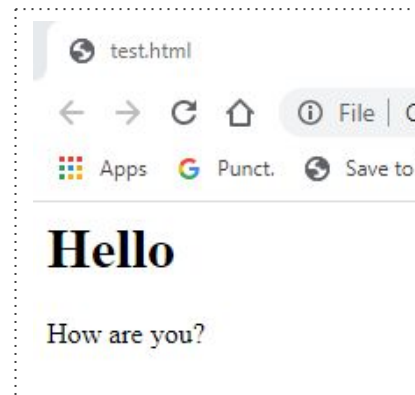 test.html
File | C
Apps Punct. Save to
Hello
How are you?